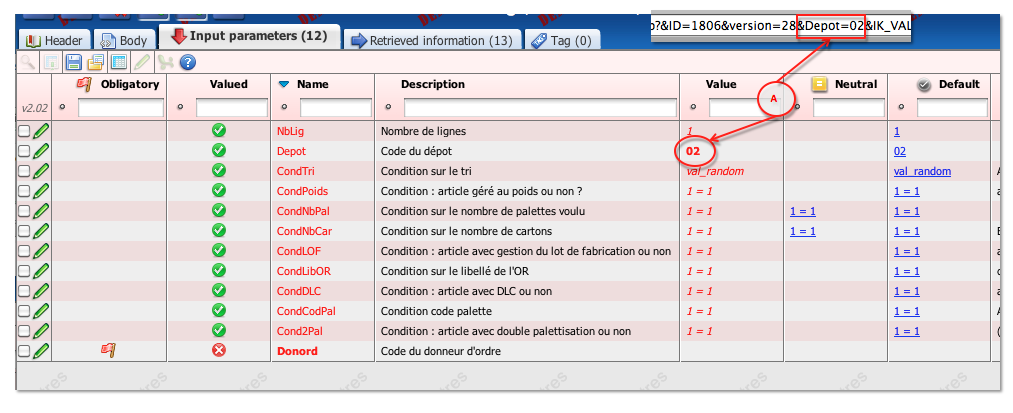 o?&ID=1806&version=28&Depot=02&IK_VAL
Header Body Input parameters (12) Retrieved information (13) Tag (0)
Obligatory Valued Name Description Value Neutral Default
v2.02
A
NbLig Nombre de lignes 1 1
Depot Code du dépot 02 02
CondTri Condition sur le tri val_random val_random A
CondPoids Condition : article géré au poids ou non ? 1 = 1 1 = 1 a
CondNbPal Condition sur le nombre de palettes voulu 1 = 1 1 = 1 1 = 1
CondNbCar Condition sur le nombre de cartons 1 = 1 1 = 1 1 = 1 E
CondLOF Condition : article avec gestion du lot de fabrication ou non 1 = 1 1 = 1 a
CondLibOR Condition sur le libellé de l'OR 1 = 1 1 = 1 c
CondDLC Condition : article avec DLC ou non 1 = 1 1 = 1 a
CondCodPal Condition code palette 1 = 1 1 = 1 A
Cond2Pal Condition : article avec double palettisation ou non 1 = 1 1 = 1 (
Donord Code du donneur d'ordre